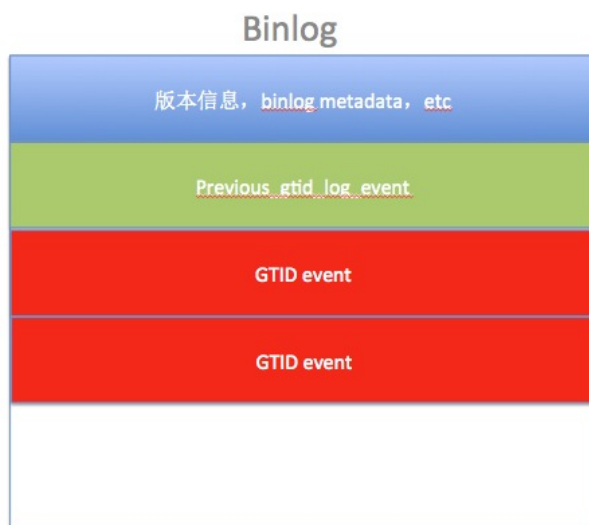 Binlog
版本信息，binlog metadata，etc
Previous_gtid_log_event
GTID event
GTID event